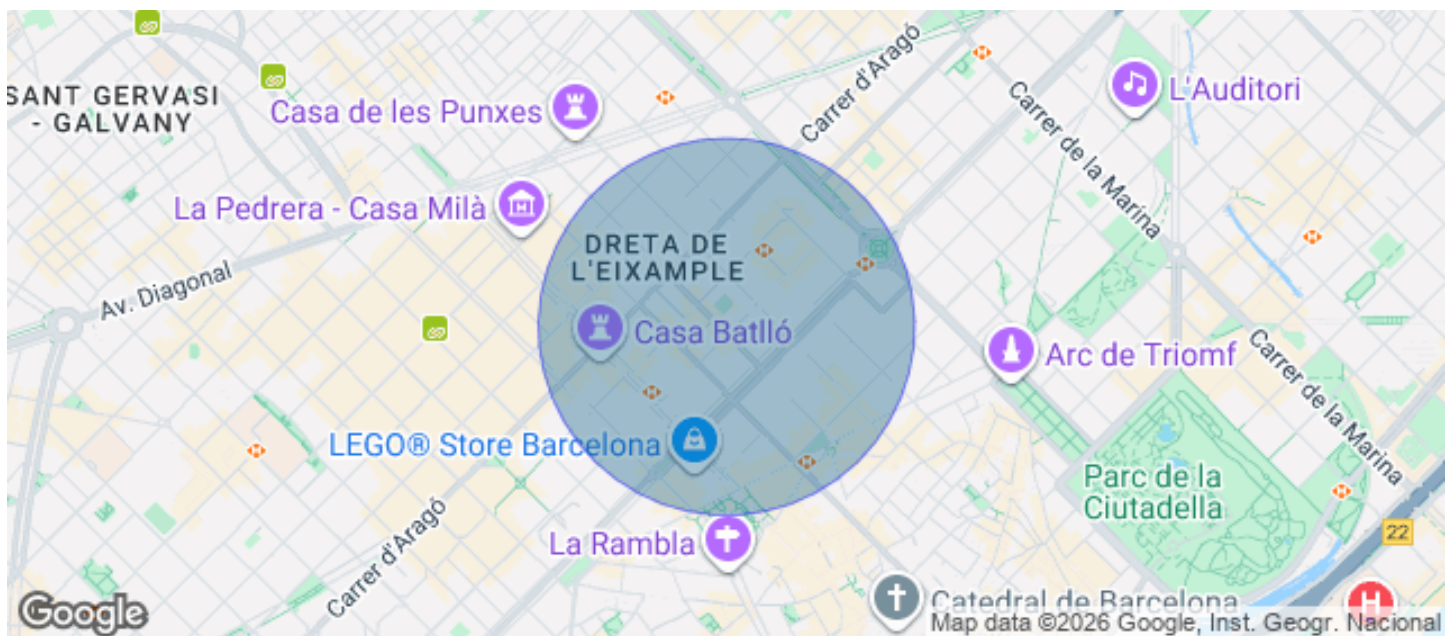 SANT GERVASI
- GALVANY
Casa de les Punxes
Carrer d'Aragó
L'Auditori
Carrer de la Marina
La Pedrera - Casa Milà
DRETA DE
L'EIXAMPLE
Av. Diagonal
Casa Batlló
Arc de Triomf
Carrer de la Marina
LEGO® Store Barcelona
Parc de la
Ciutadella
Carrer d'Aragó
La Rambla
22
Catedral de Barcelona
H
Google
Map data ©2026 Google, Inst. Geogr. Nacional